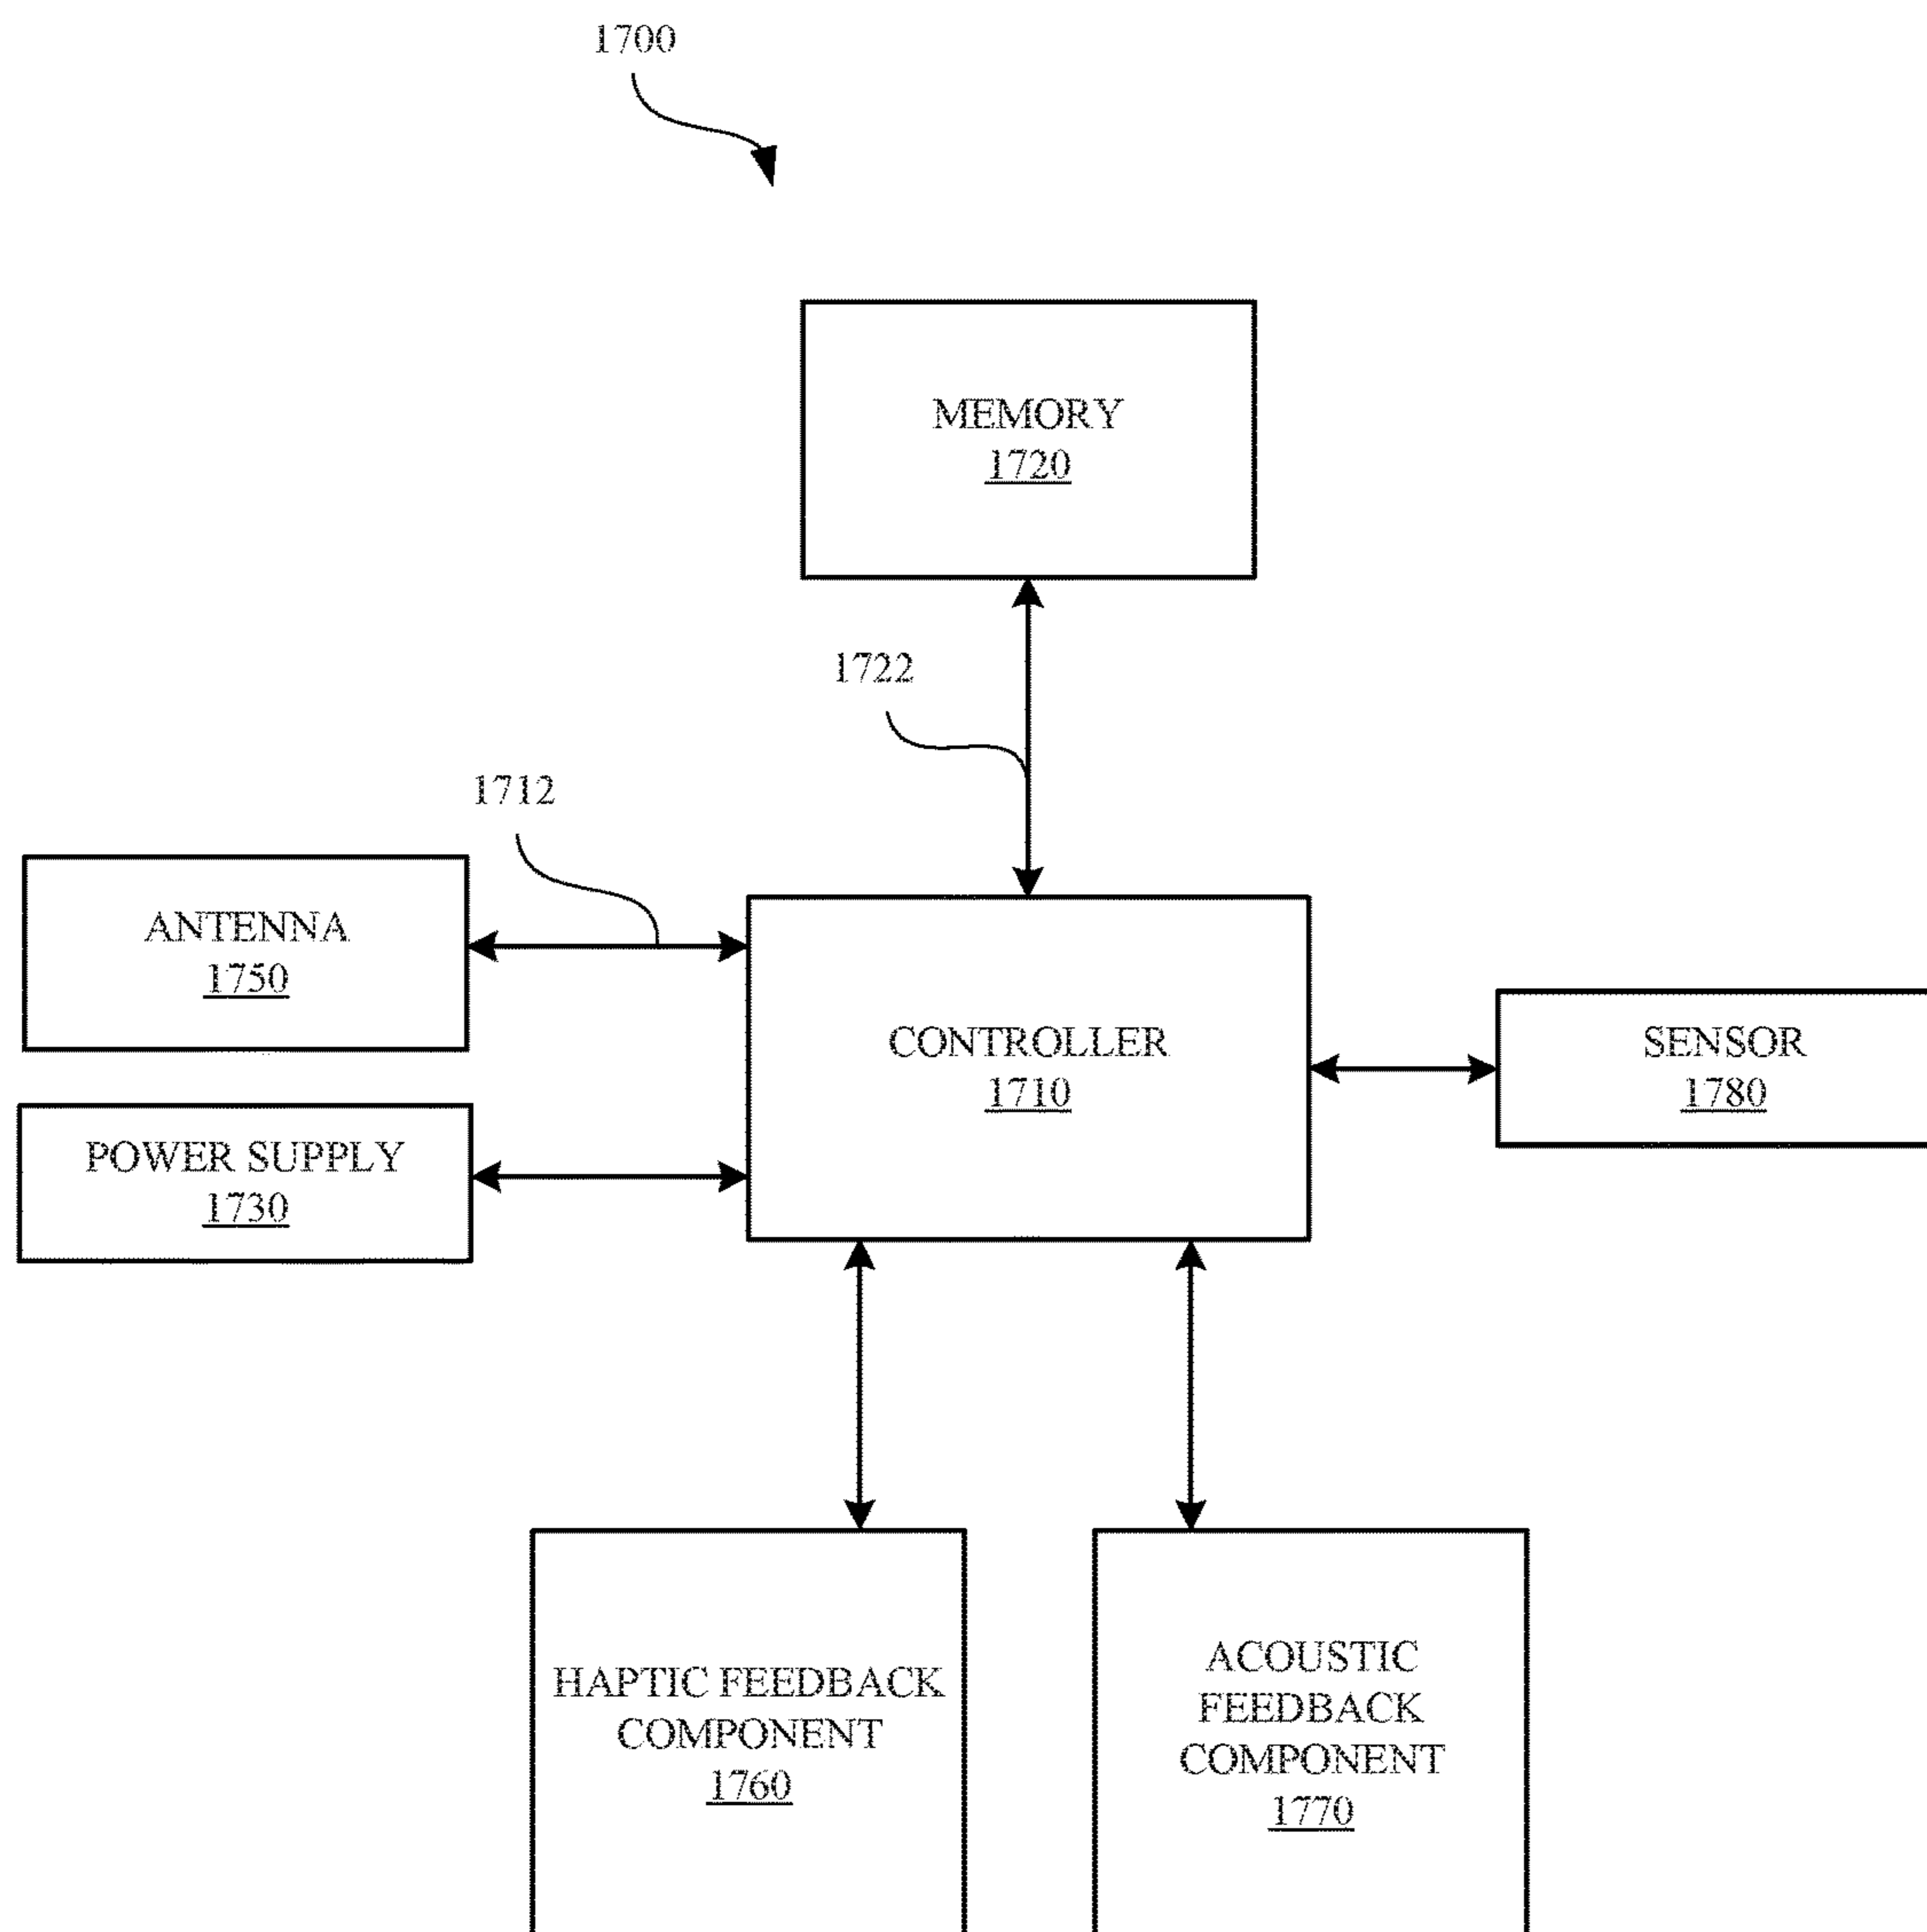 1700
MEMORY
1720
1722
1712
ANTENNA
1750
CONTROLLER
1710
SENSOR
1780
POWER SUPPLY
1730
HAPTIC FEEDBACK
COMPONENT
1760
ACOUSTIC
FEEDBACK
COMPONENT
1770